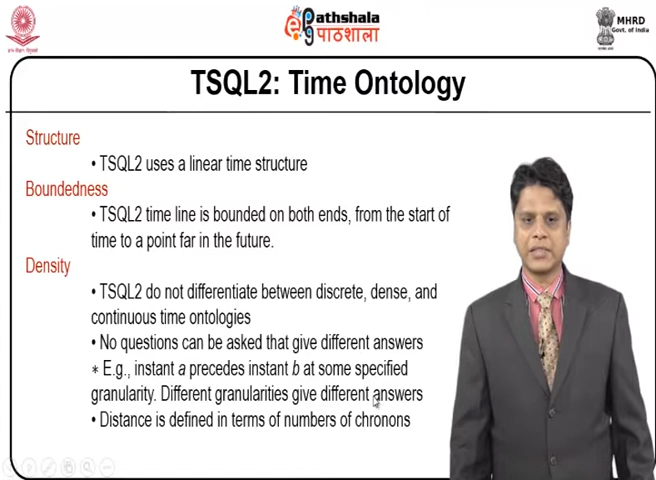 Pathshala
पाठशाला
MHRD
Govt. of India
TSQL2: Time Ontology
Structure
• TSQL2 uses a linear time structure
Boundedness
• TSQL2 time line is bounded on both ends, from the start of
time to a point far in the future.
Density
• TSQL2 do not differentiate between discrete, dense, and
continuous time ontologies
• No questions can be asked that give different answers
∗ E.g., instant a precedes instant b at some specified
granularity. Different granularities give different answers
• Distance is defined in terms of numbers of chronons